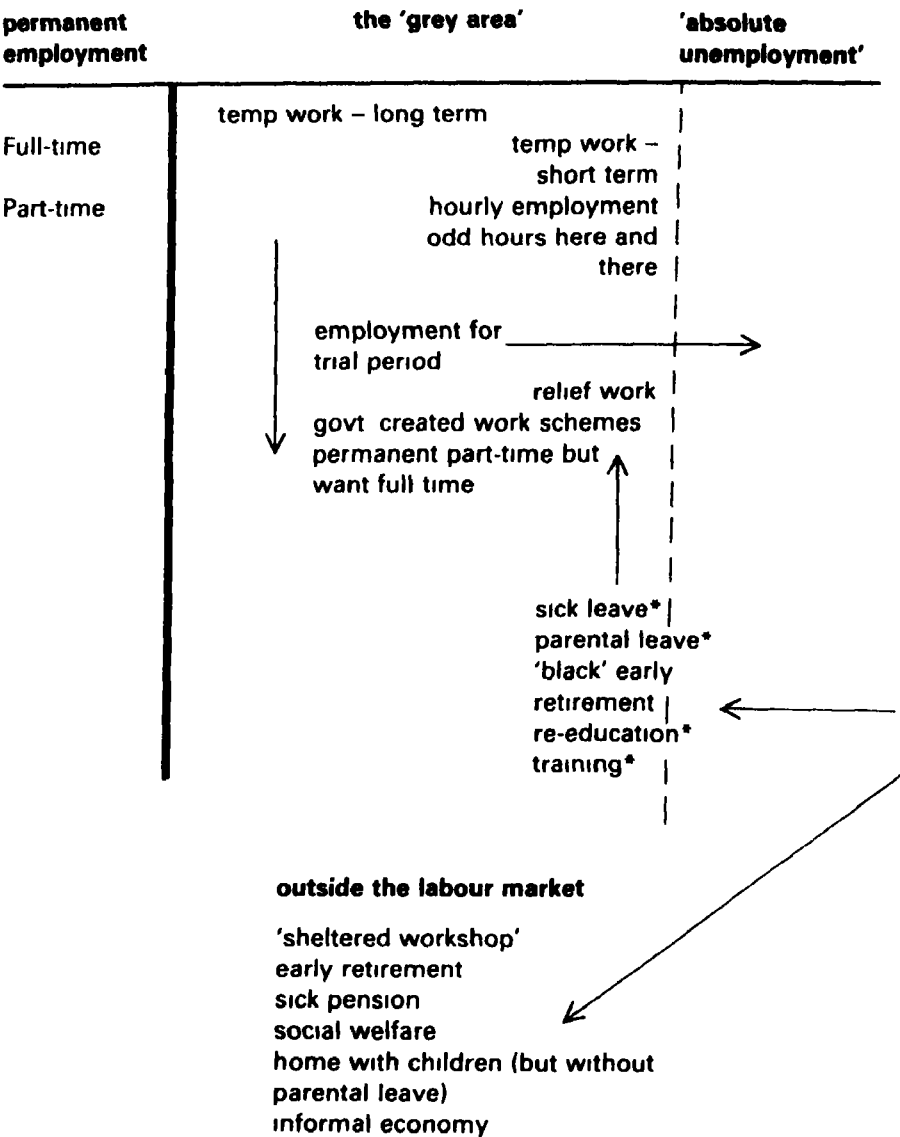 permanent
employment
the 'grey area'
'absolute
unemployment'
temp work – long term
Full-time
temp work –
short term
Part-time
hourly employment
odd hours here and
there
employment for
trial period
relief work
govt created work schemes
permanent part-time but
want full time
sick leave*
parental leave*
'black' early
retirement
re-education*
training*
outside the labour market
'sheltered workshop'
early retirement
sick pension
social welfare
home with children (but without
parental leave)
informal economy